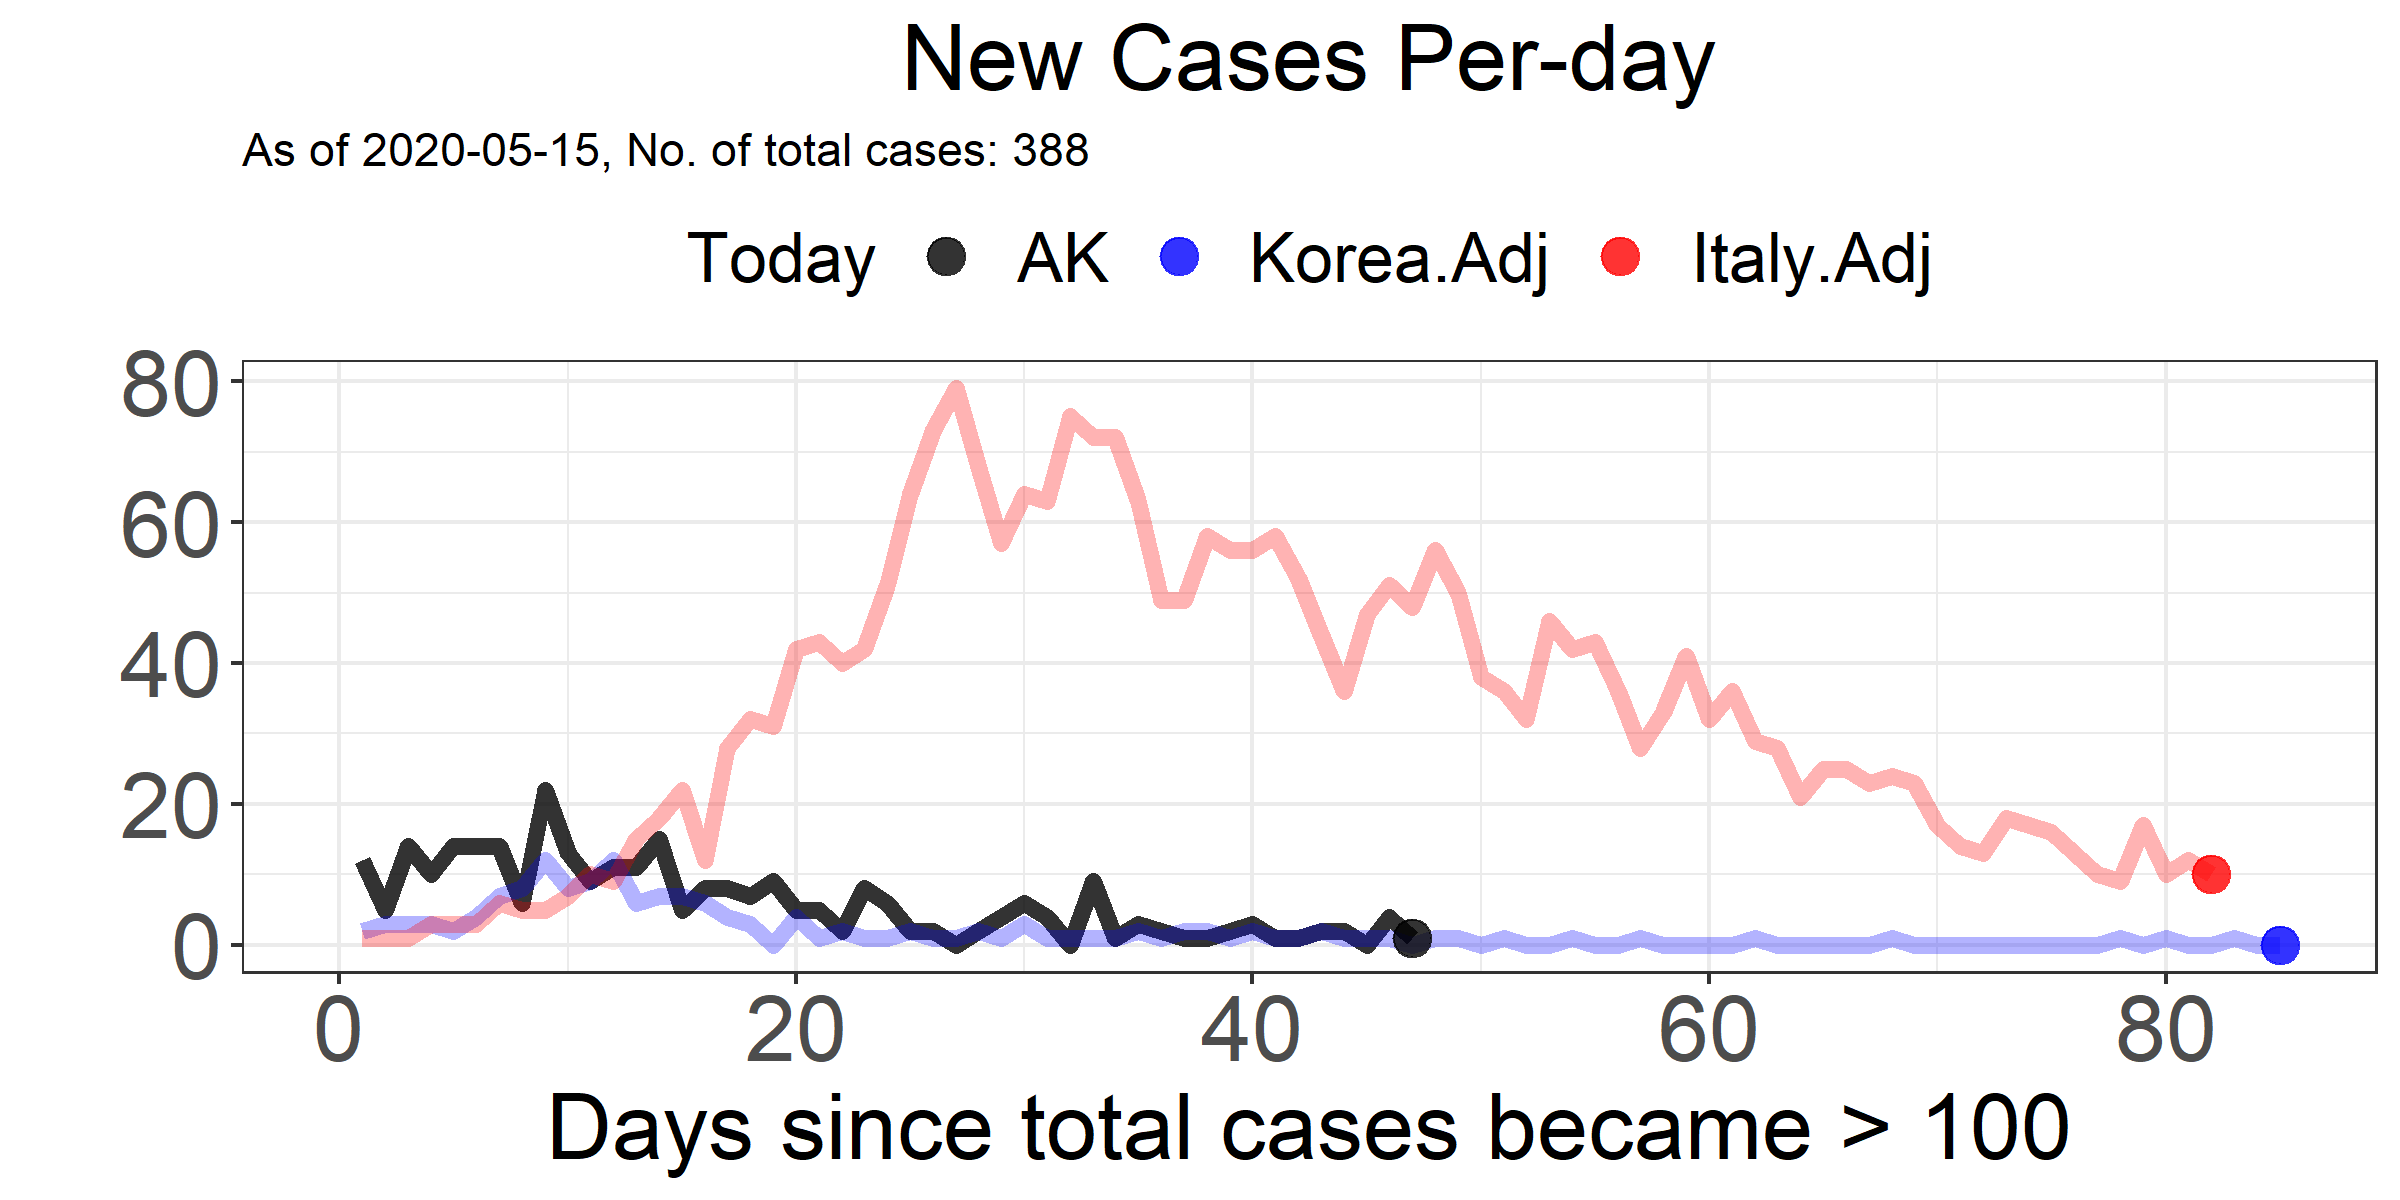 New Cases Per-day
As of 2020-05-15, No. of total cases: 388
Today AK Korea.Adj Italy.Adj
80
60
40
20
0
0 20 40 60 80
Days since total cases became > 100